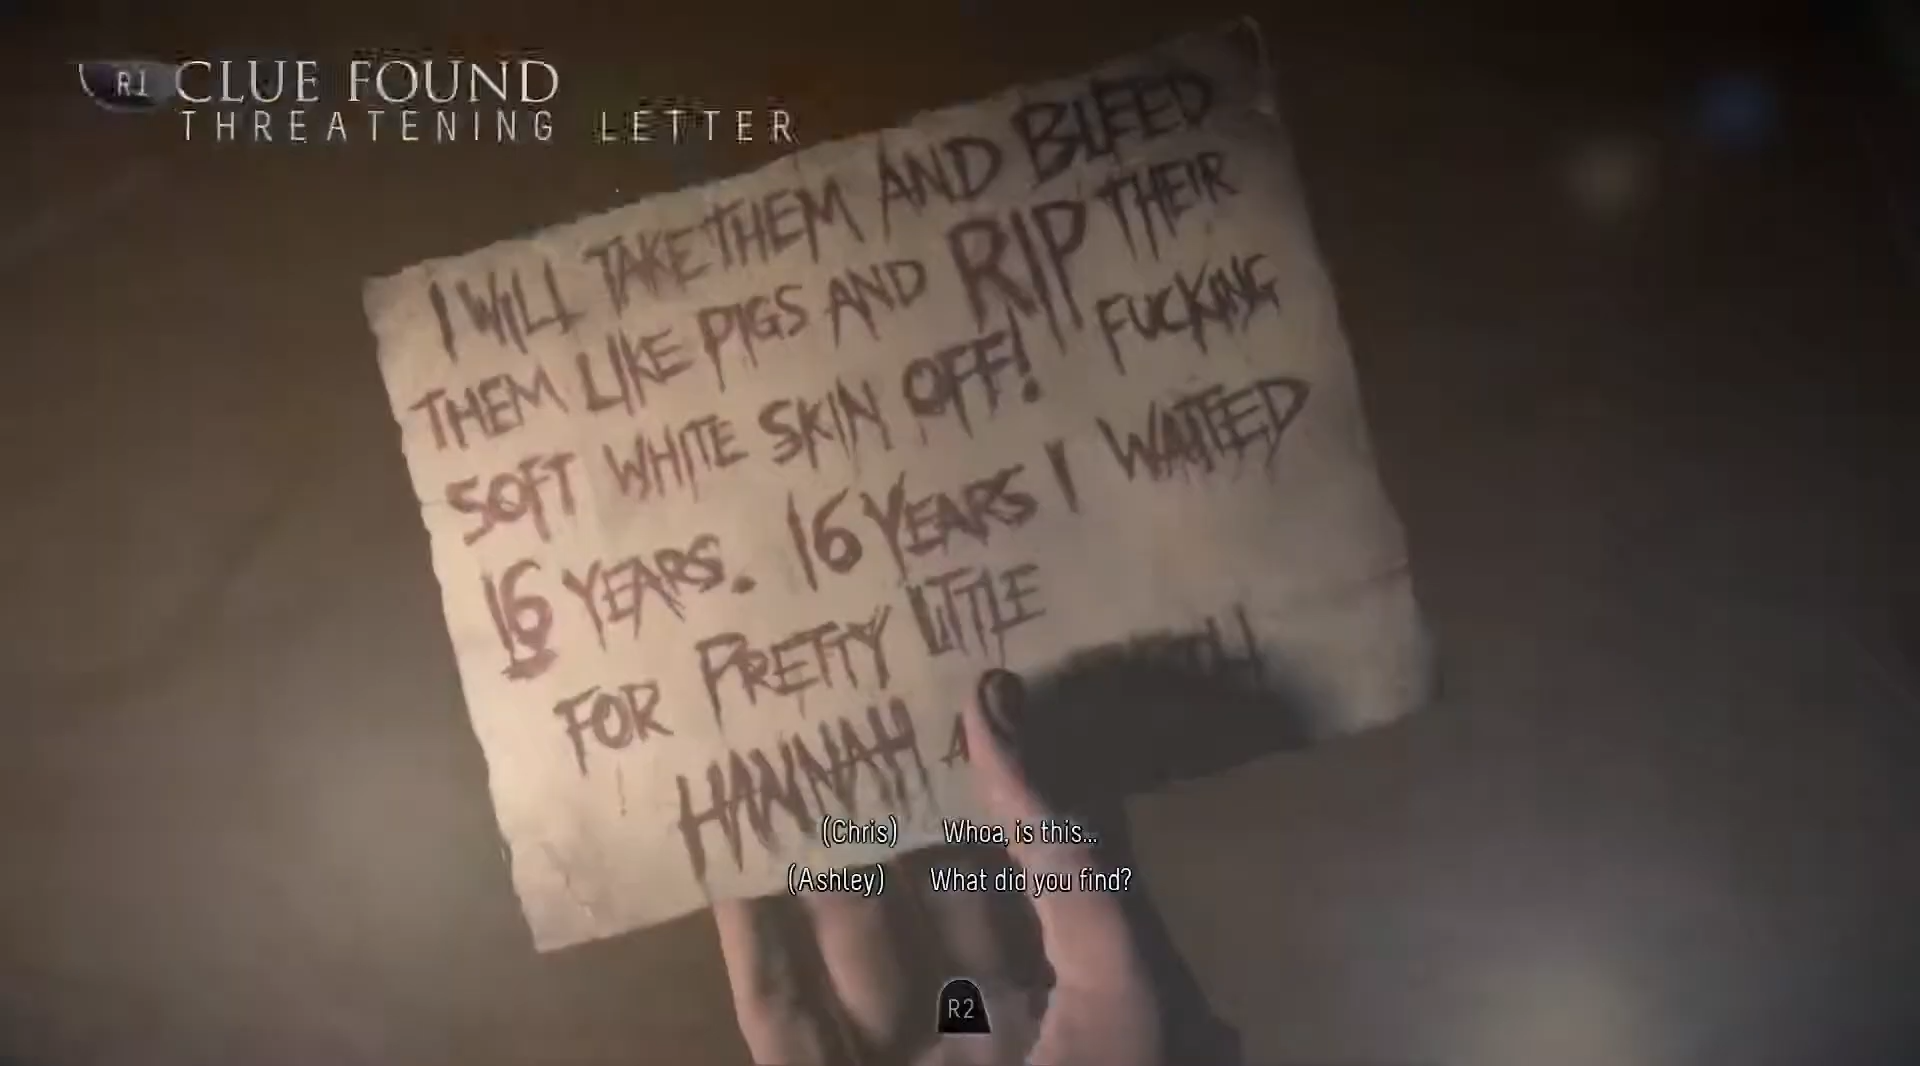 R1 CLUE FOUND
THREATENING LETTER
I WILL TAKE THEM AND BLEED
THEM LIKE PIGS AND RIP THEIR
SOFT WHITE SKIN OFF! FUCKING
16 YEARS. 16 YEARS I WAITED
FOR PRETTY LITTLE
HANNAH
(Chris) Whoa, is this...
(Ashley) What did you find?
R2